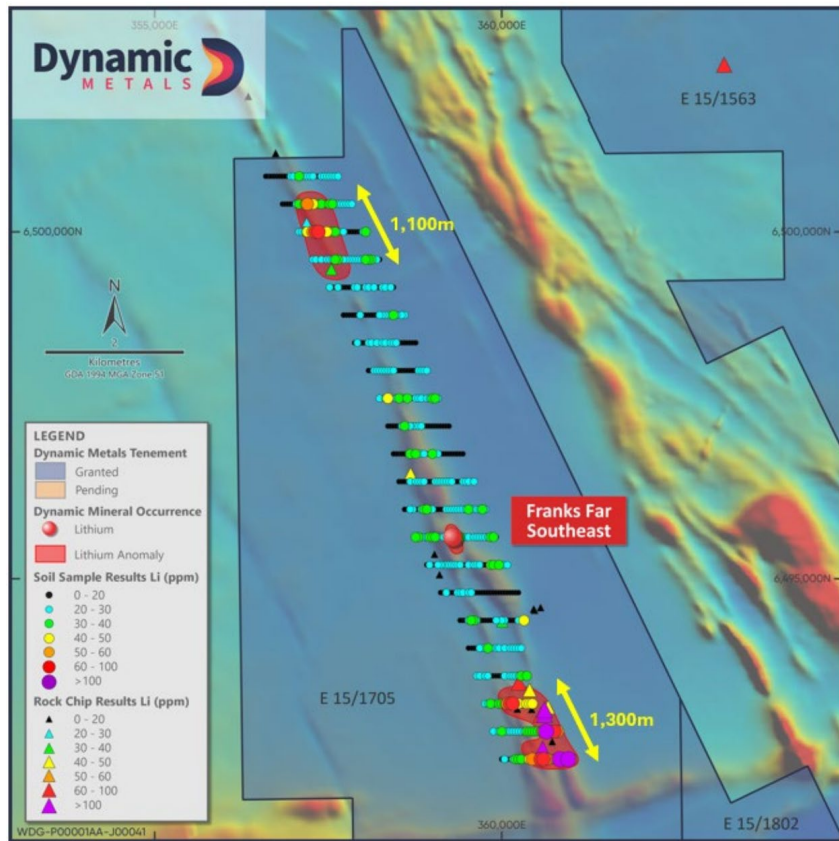 355,000E
360,000E
Dynamic
METALS
E 15/1563
1,100m
6,500,000N
6,500,000N
N
2
Kilometres
GDA 1994 MGA Zone 51
LEGEND
Dynamic Metals Tenement
Granted
Pending
Dynamic Mineral Occurrence
Lithium
Lithium Anomaly
Soil Sample Results Li (ppm)
0 - 20
20 - 30
30 - 40
40 - 50
50 - 60
60 - 100
>100
Rock Chip Results Li (ppm)
0 - 20
20 - 30
30 - 40
40 - 50
50 - 60
60 - 100
>100
Franks Far
Southeast
6,495,000N
E 15/1705
1,300m
WDG-P00001AA-J00041
360,000E
E 15/1802